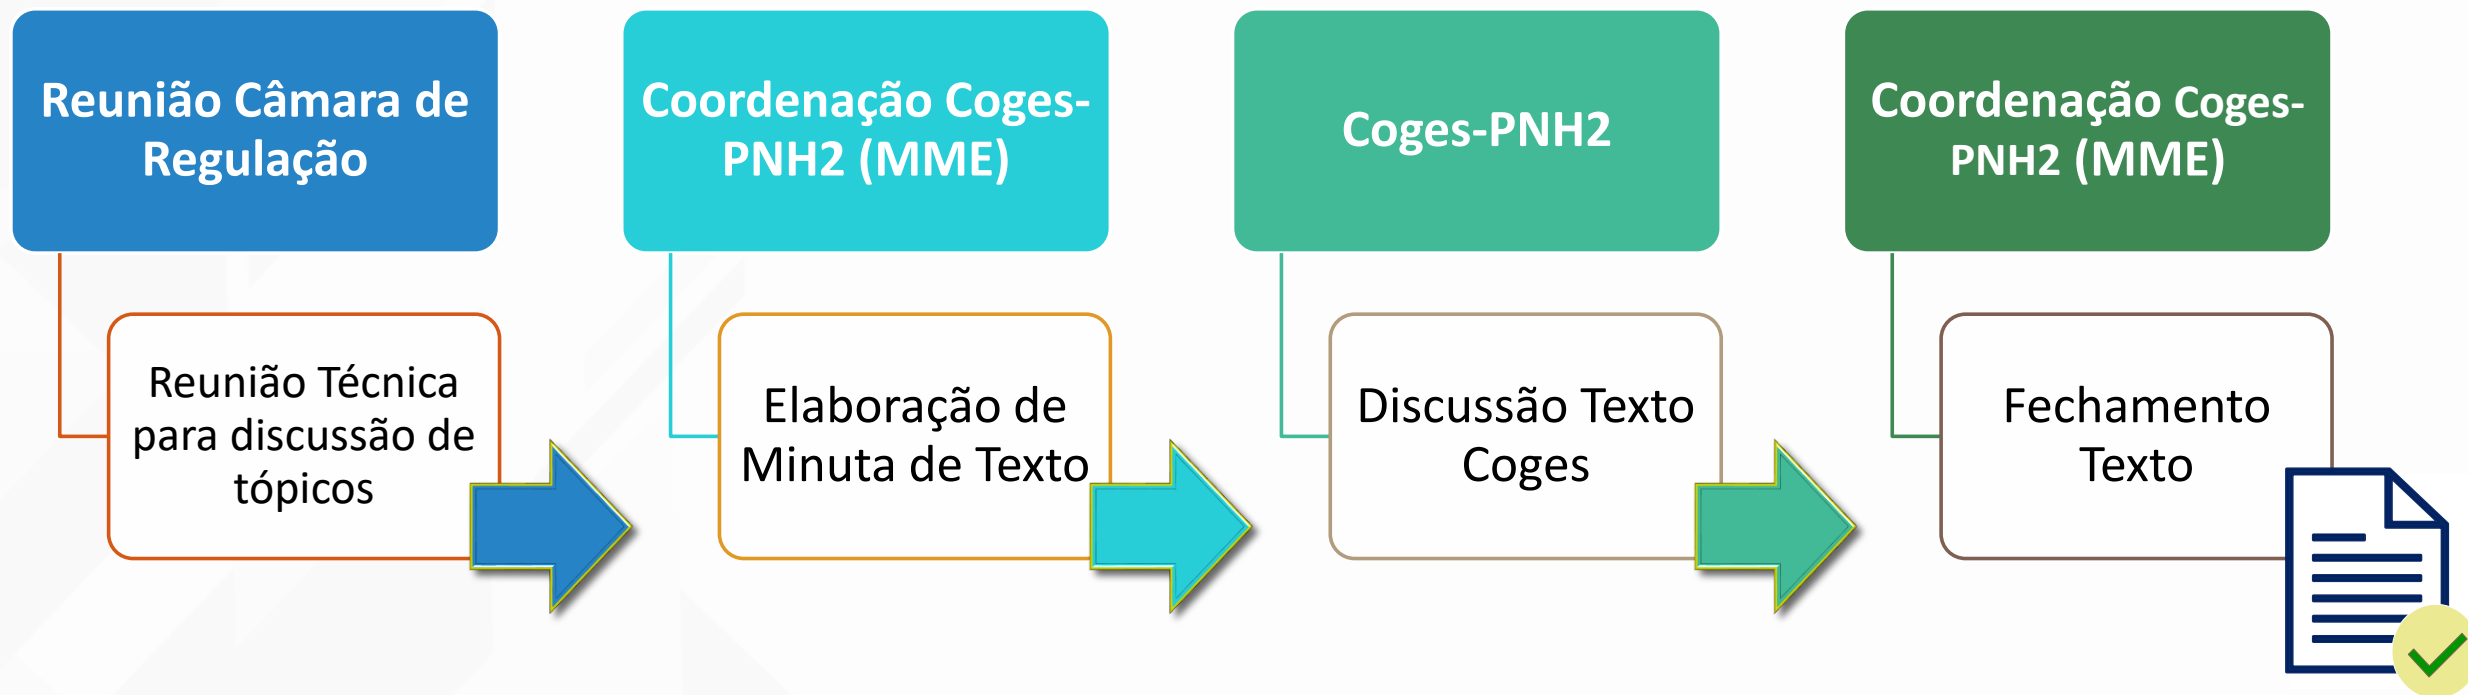 Reunião Câmara de
Regulação
Reunião Técnica
para discussão de
tópicos
Coordenação Coges-
PNH2 (MME)
Elaboração de
Minuta de Texto
Coges-PNH2
Discussão Texto
Coges
Coordenação Coges-
PNH2 (MME)
Fechamento
Texto